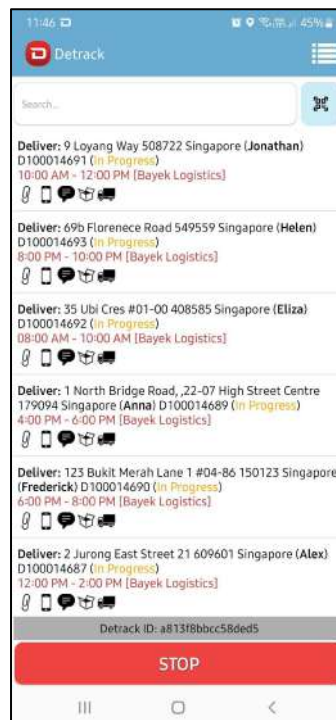 11:46
45%
Detrack
Search...
Deliver: 9 Loyang Way 508722 Singapore (Jonathan)
D100014691 (In Progress)
10:00 AM - 12:00 PM [Bayek Logistics]
Deliver: 69b Florenece Road 549559 Singapore (Helen)
D100014693 (In Progress)
8:00 PM - 10:00 PM [Bayek Logistics]
Deliver: 35 Ubi Cres #01-00 408585 Singapore (Eliza)
D100014692 (In Progress)
08:00 AM - 10:00 AM [Bayek Logistics]
Deliver: 1 North Bridge Road, ,22-07 High Street Centre
179094 Singapore (Anna) D100014689 (In Progress)
4:00 PM - 6:00 PM [Bayek Logistics]
Deliver: 123 Bukit Merah Lane 1 #04-86 150123 Singapore
(Frederick) D100014690 (In Progress)
6:00 PM - 8:00 PM [Bayek Logistics]
Deliver: 2 Jurong East Street 21 609601 Singapore (Alex)
D100014687 (In Progress)
12:00 PM - 2:00 PM [Bayek Logistics]
Detrack ID: a813f8bbcc58ded5
STOP